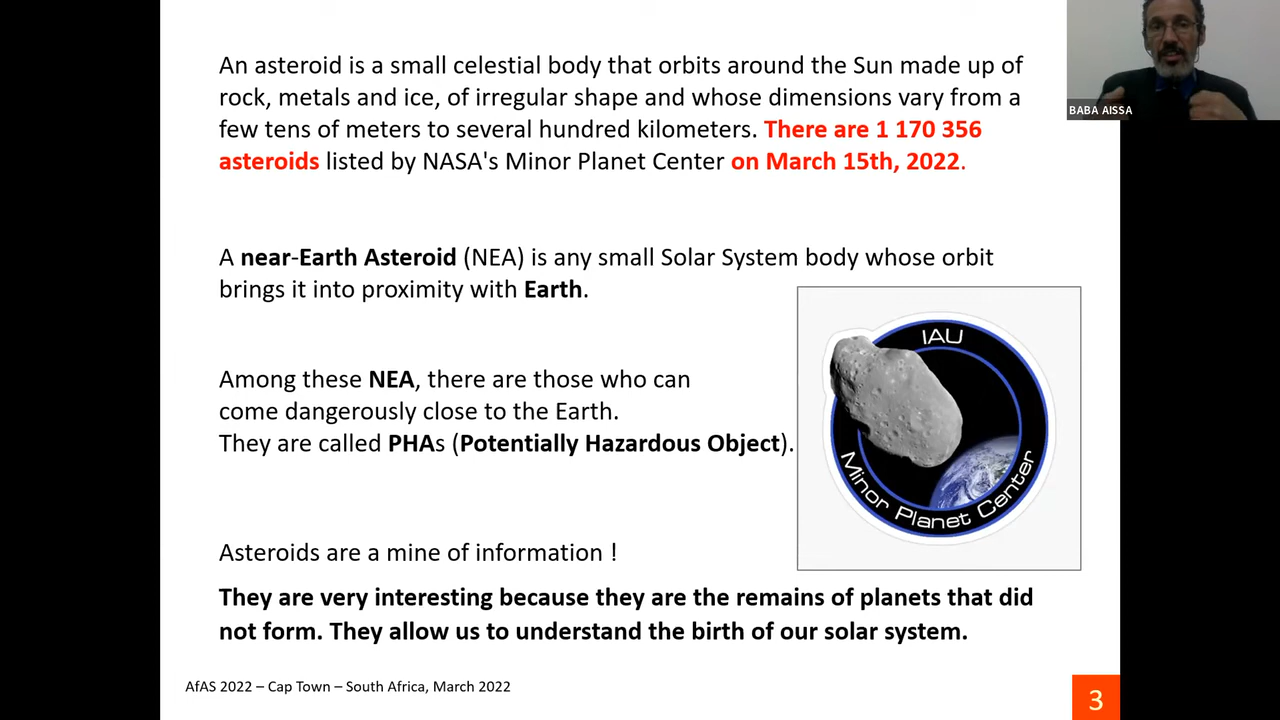 An asteroid is a small celestial body that orbits around the Sun made up of
rock, metals and ice, of irregular shape and whose dimensions vary from a
few tens of meters to several hundred kilometers. There are 1 170 356
asteroids listed by NASA's Minor Planet Center on March 15th, 2022.
BABA AISSA
A near-Earth Asteroid (NEA) is any small Solar System body whose orbit
brings it into proximity with Earth.
Among these NEA, there are those who can
come dangerously close to the Earth.
They are called PHAs (Potentially Hazardous Object).
IAU
Minor Planet Center
Asteroids are a mine of information !
They are very interesting because they are the remains of planets that did
not form. They allow us to understand the birth of our solar system.
AfAS 2022 – Cap Town – South Africa, March 2022
3